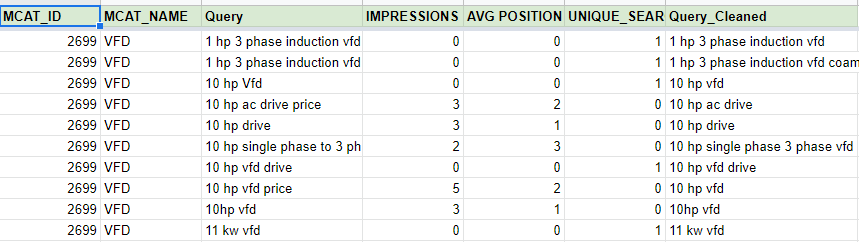 MCAT_ID MCAT_NAME Query IMPRESSIONS AVG POSITION UNIQUE_SEAR Query_Cleaned
2699 VFD 1 hp 3 phase induction vfd 0 0 1 1 hp 3 phase induction vfd
2699 VFD 1 hp 3 phase induction vfd 0 0 1 1 hp 3 phase induction vfd coam
2699 VFD 10 hp Vfd 0 0 1 10 hp vfd
2699 VFD 10 hp ac drive price 3 2 0 10 hp ac drive
2699 VFD 10 hp drive 3 1 0 10 hp drive
2699 VFD 10 hp single phase to 3 ph 2 3 0 10 hp single phase 3 phase vfd
2699 VFD 10 hp vfd drive 0 0 1 10 hp vfd drive
2699 VFD 10 hp vfd price 5 2 0 10 hp vfd
2699 VFD 10hp vfd 3 1 0 10hp vfd
2699 VFD 11 kw vfd 0 0 1 11 kw vfd